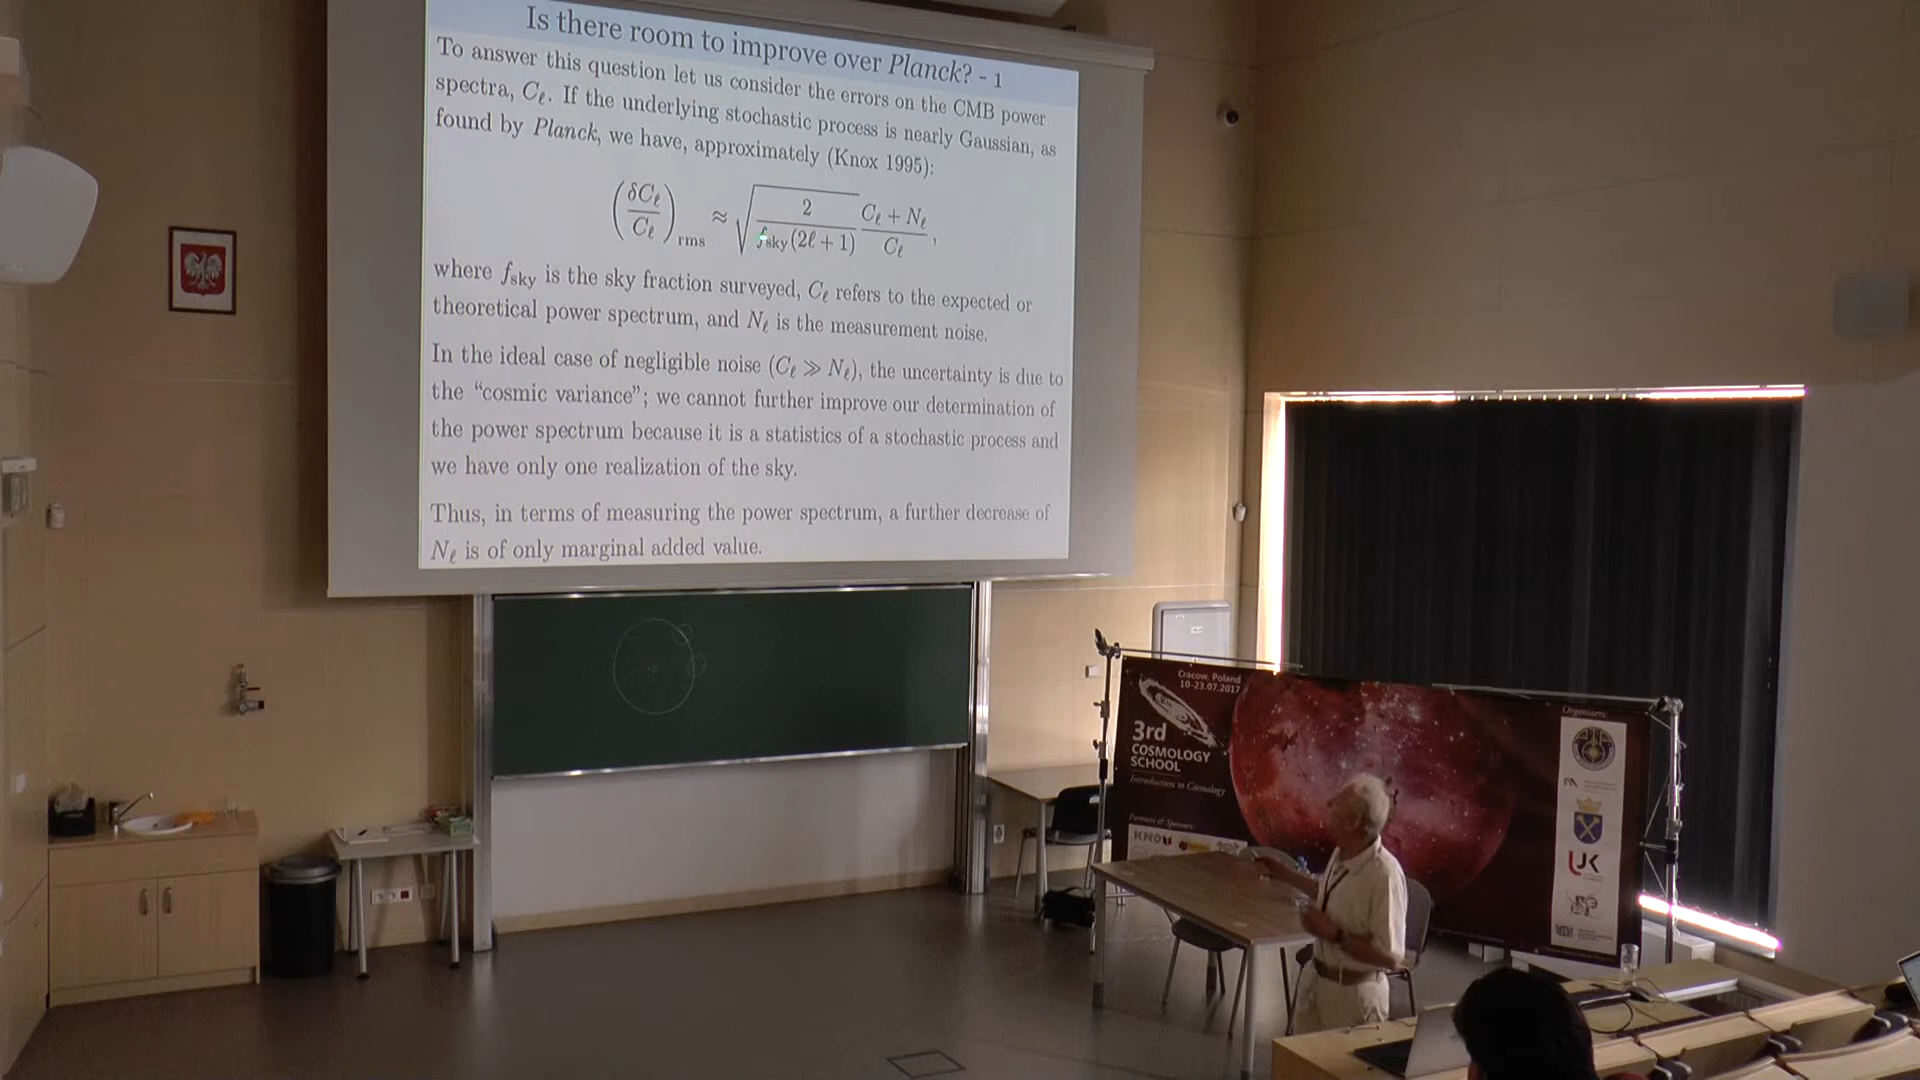 Is there room to improve over Planck? - 1
To answer this question let us consider the errors on the CMB power
spectra, Cℓ. If the underlying stochastic process is nearly Gaussian, as
found by Planck, we have, approximately (Knox 1995):
(δCℓ/Cℓ)rms ≈ √(2/(fsky(2ℓ + 1))) (Cℓ + Nℓ)/Cℓ,
where fsky is the sky fraction surveyed, Cℓ refers to the expected or
theoretical power spectrum, and Nℓ is the measurement noise.
In the ideal case of negligible noise (Cℓ ≫ Nℓ), the uncertainty is due to
the “cosmic variance”; we cannot further improve our determination of
the power spectrum because it is a statistics of a stochastic process and
we have only one realization of the sky.
Thus, in terms of measuring the power spectrum, a further decrease of
Nℓ is of only marginal added value.
Cracow, Poland
10-23.07.2017
3rd
COSMOLOGY
SCHOOL
Introduction to Cosmology
Partners & Sponsors:
KNOW
Organizers:
UJK